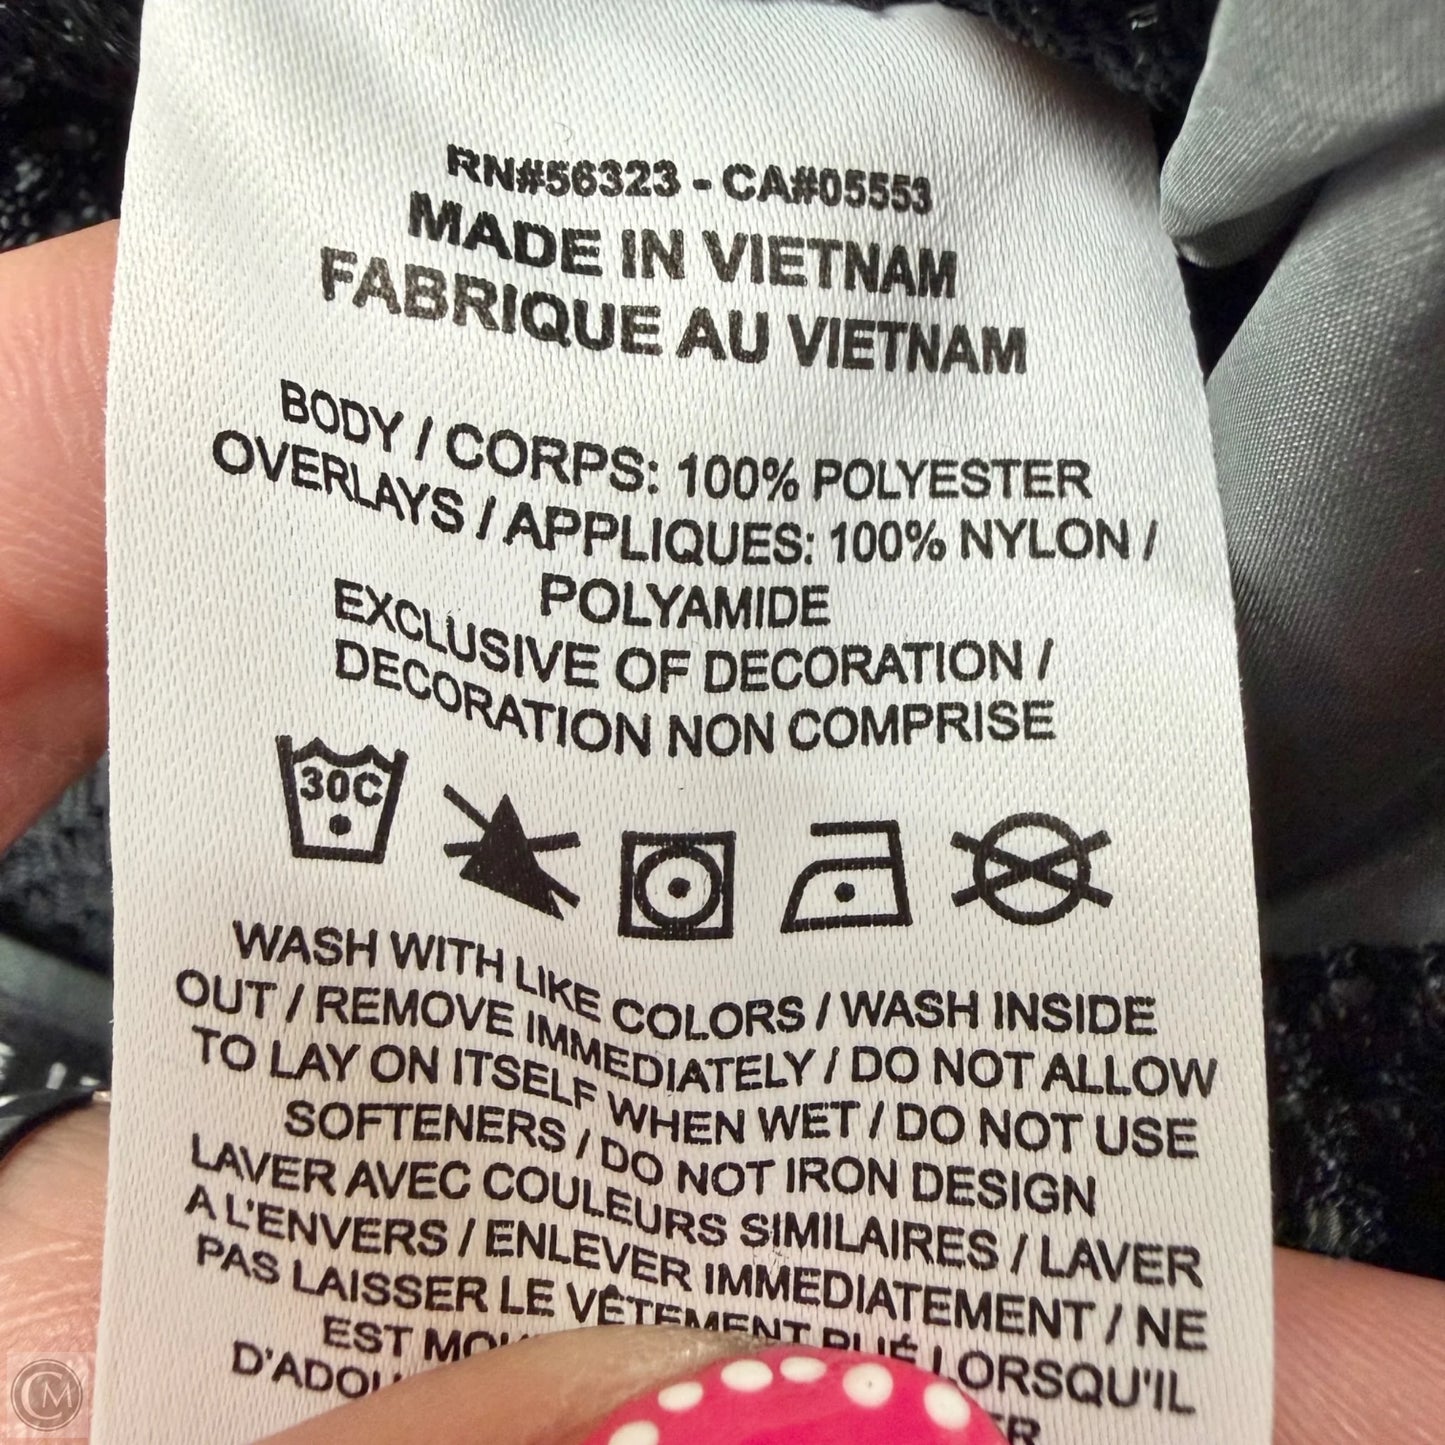 RN#56323 - CA#05553
MADE IN VIETNAM
FABRIQUE AU VIETNAM
BODY / CORPS: 100% POLYESTER
OVERLAYS / APPLIQUES: 100% NYLON /
POLYAMIDE
EXCLUSIVE OF DECORATION /
DECORATION NON COMPRISE
30C
WASH WITH LIKE COLORS / WASH INSIDE
OUT / REMOVE IMMEDIATELY / DO NOT ALLOW
TO LAY ON ITSELF WHEN WET / DO NOT USE
SOFTENERS / DO NOT IRON DESIGN
LAVER AVEC COULEURS SIMILAIRES / LAVER
A L'ENVERS / ENLEVER IMMEDIATEMENT / NE
PAS LAISSER LE VÊTEMENT PLIÉ LORSQU'IL
EST
CM